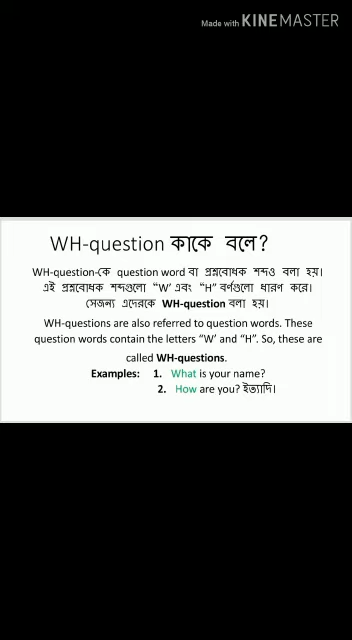 Made with KINEMASTER
WH-question কাকে বলে?
WH-question-কে question word বা প্রশ্নবোধক শব্দও বলা হয়।
এই প্রশ্নবোধক শব্দগুলো “W’ এবং “H” বর্ণগুলো ধারণ করে।
সেজন্য এদেরকে WH-question বলা হয়।
WH-questions are also referred to question words. These
question words contain the letters “W’ and “H”. So, these are
called WH-questions.
Examples: 1. What is your name?
2. How are you? ইত্যাদি।